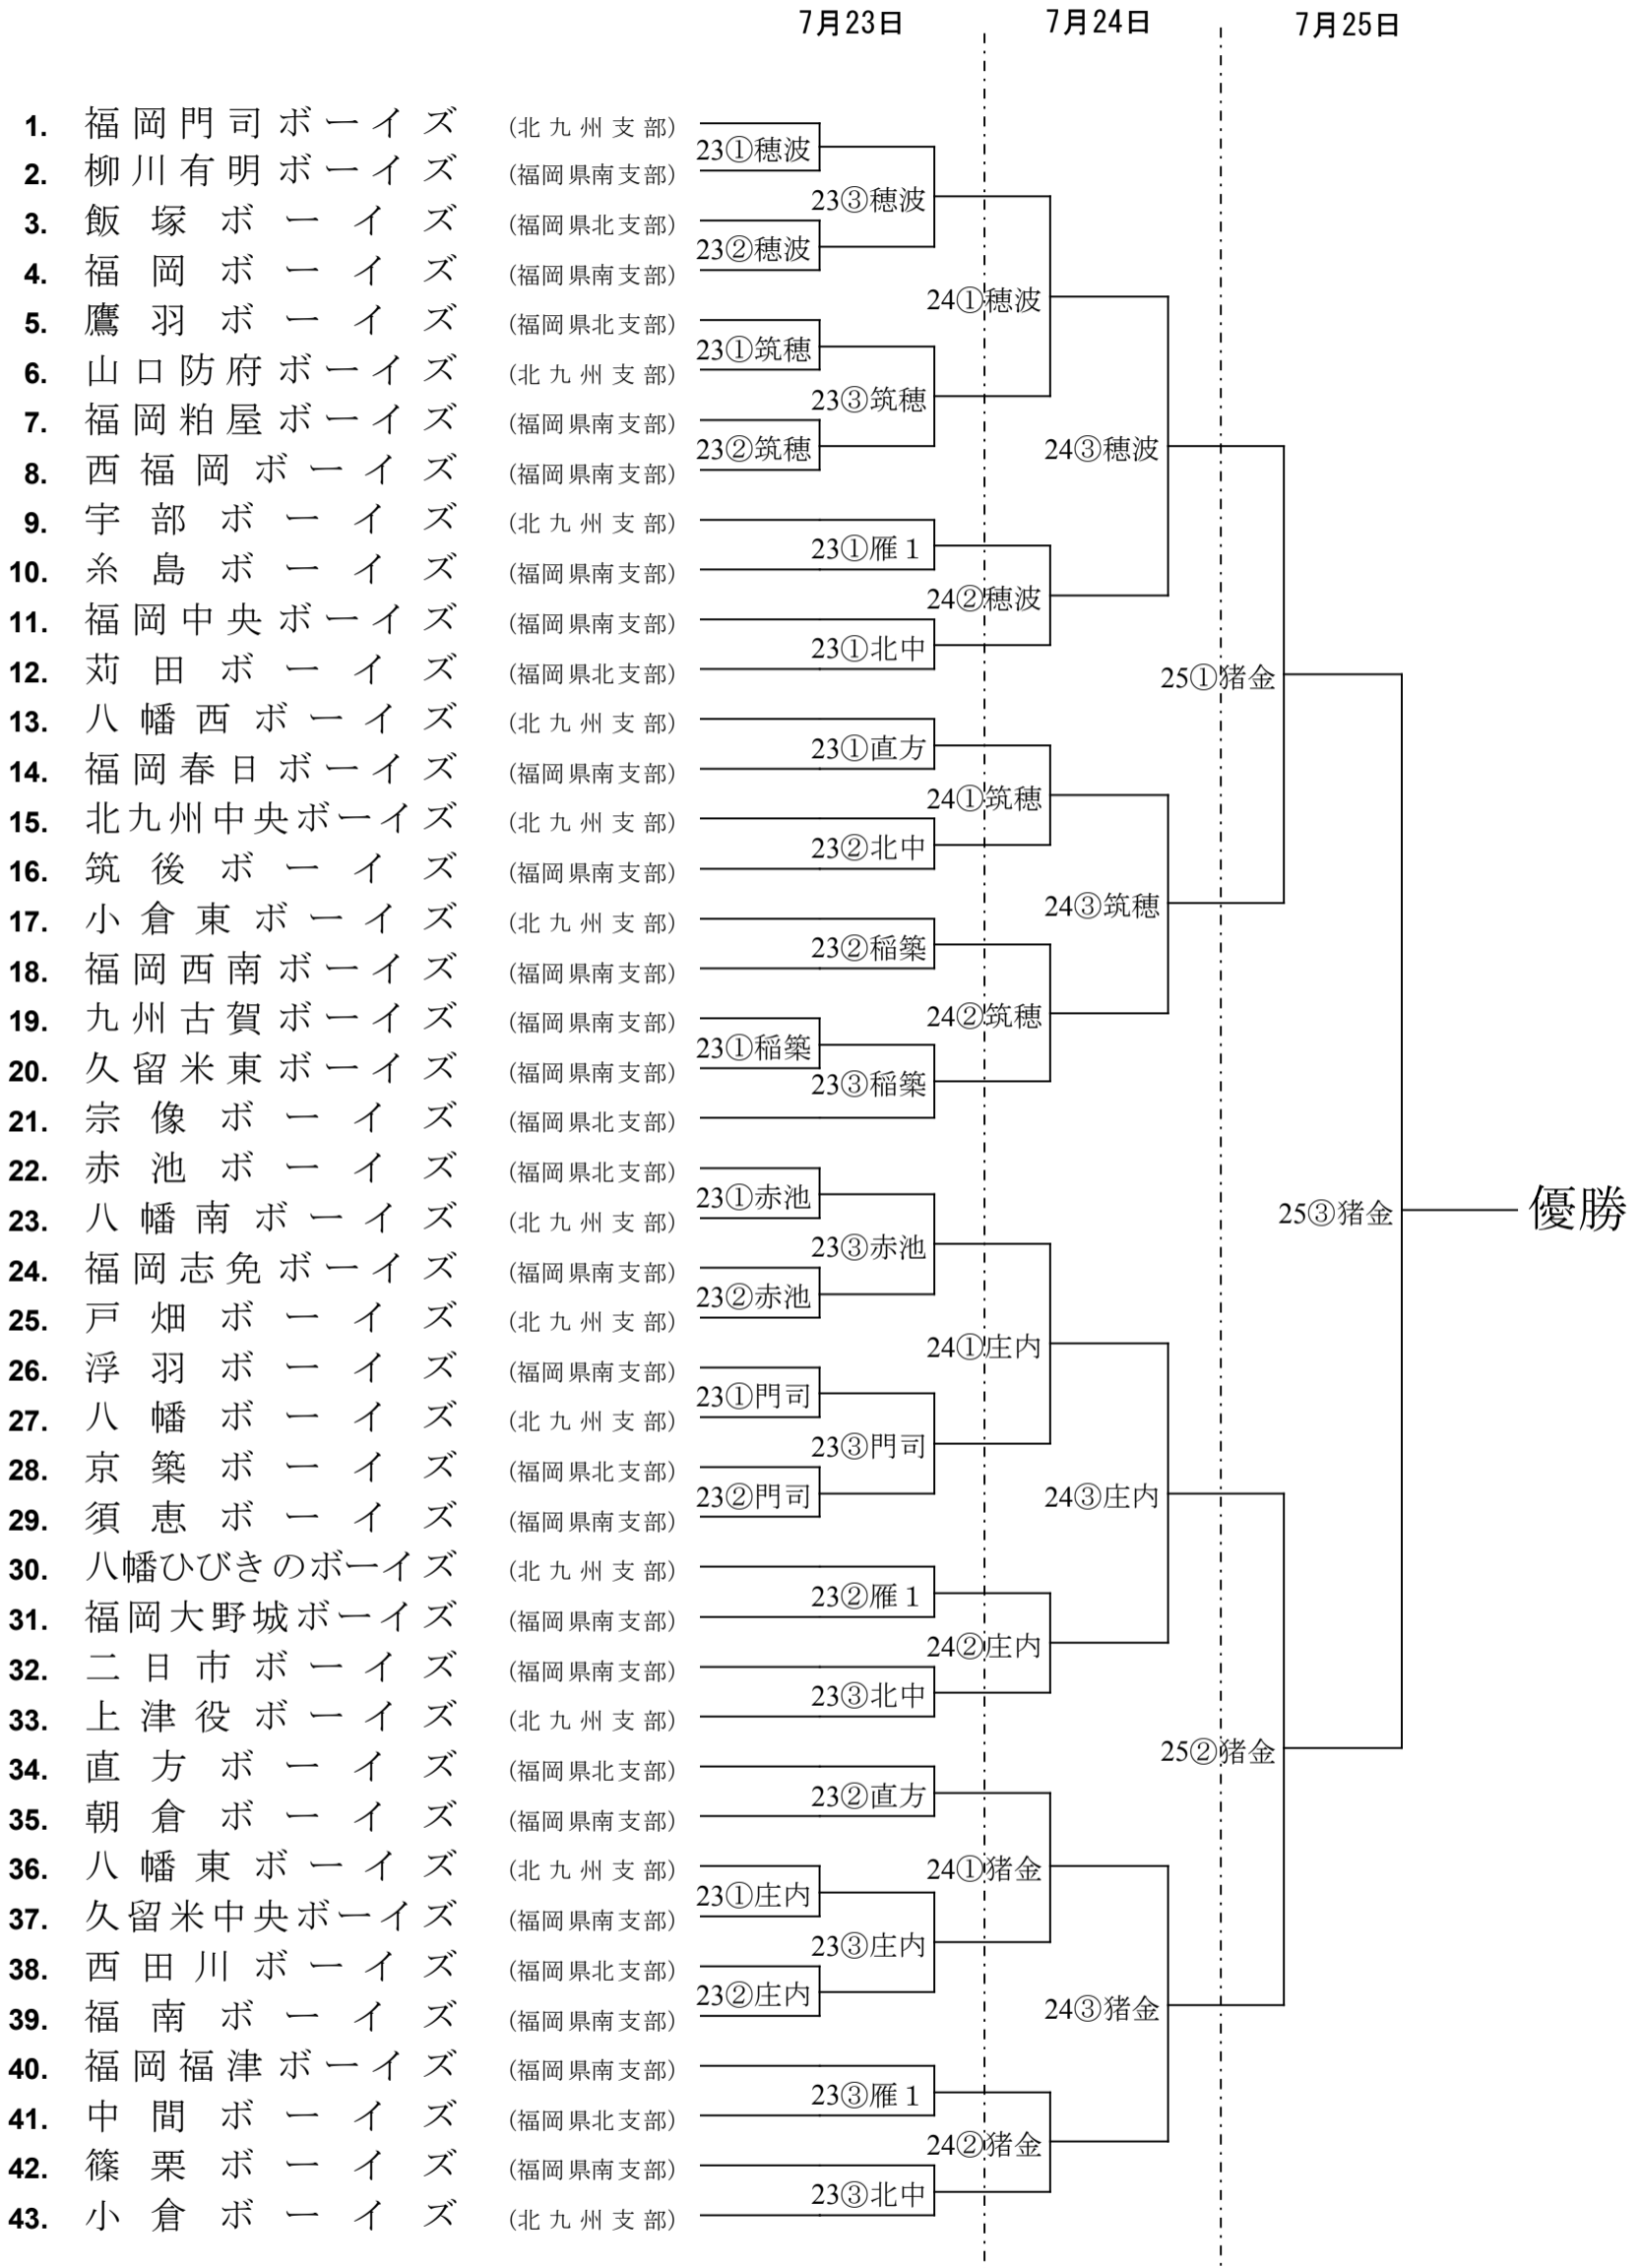 7月23日 7月24日 7月25日
1. 福岡門司ボーイズ (北九州支部)
23①穂波
2. 柳川有明ボーイズ (福岡県南支部)
23③穂波
3. 飯塚ボーイズ (福岡県北支部)
23②穂波
4. 福岡ボーイズ (福岡県南支部)
24①穂波
5. 鷹羽ボーイズ (福岡県北支部)
23①筑穂
6. 山口防府ボーイズ (北九州支部)
23③筑穂
7. 福岡粕屋ボーイズ (福岡県南支部)
23②筑穂 24③穂波
8. 西福岡ボーイズ (福岡県南支部)
9. 宇部ボーイズ (北九州支部)
23①雁1
10. 糸島ボーイズ (福岡県南支部)
24②穂波
11. 福岡中央ボーイズ (福岡県南支部)
23①北中
12. 苅田ボーイズ (福岡県北支部)
25①猪金
13. 八幡西ボーイズ (北九州支部)
23①直方
14. 福岡春日ボーイズ (福岡県南支部)
24①筑穂
15. 北九州中央ボーイズ (北九州支部)
23②北中
16. 筑後ボーイズ (福岡県南支部)
24③筑穂
17. 小倉東ボーイズ (北九州支部)
23②稲築
18. 福岡西南ボーイズ (福岡県南支部)
24②筑穂
19. 九州古賀ボーイズ (福岡県南支部)
23①稲築
20. 久留米東ボーイズ (福岡県南支部)
23③稲築
21. 宗像ボーイズ (福岡県北支部)
22. 赤池ボーイズ (福岡県北支部)
23①赤池
25③猪金 優勝
23. 八幡南ボーイズ (北九州支部)
23③赤池
24. 福岡志免ボーイズ (福岡県南支部)
23②赤池
25. 戸畑ボーイズ (北九州支部)
24①庄内
26. 浮羽ボーイズ (福岡県南支部)
23①門司
27. 八幡ボーイズ (北九州支部)
23③門司
28. 京築ボーイズ (福岡県北支部)
23②門司 24③庄内
29. 須恵ボーイズ (福岡県南支部)
30. 八幡ひびきのボーイズ (北九州支部)
23②雁1
31. 福岡大野城ボーイズ (福岡県南支部)
24②庄内
32. 二日市ボーイズ (福岡県南支部)
23③北中
33. 上津役ボーイズ (北九州支部)
25②猪金
34. 直方ボーイズ (福岡県北支部)
23②直方
35. 朝倉ボーイズ (福岡県南支部)
36. 八幡東ボーイズ (北九州支部)
24①猪金
23①庄内
37. 久留米中央ボーイズ (福岡県南支部)
23③庄内
38. 西田川ボーイズ (福岡県北支部)
23②庄内
24③猪金
39. 福南ボーイズ (福岡県南支部)
40. 福岡福津ボーイズ (福岡県南支部)
23③雁1
41. 中間ボーイズ (福岡県北支部)
24②猪金
42. 篠栗ボーイズ (福岡県南支部)
23③北中
43. 小倉ボーイズ (北九州支部)